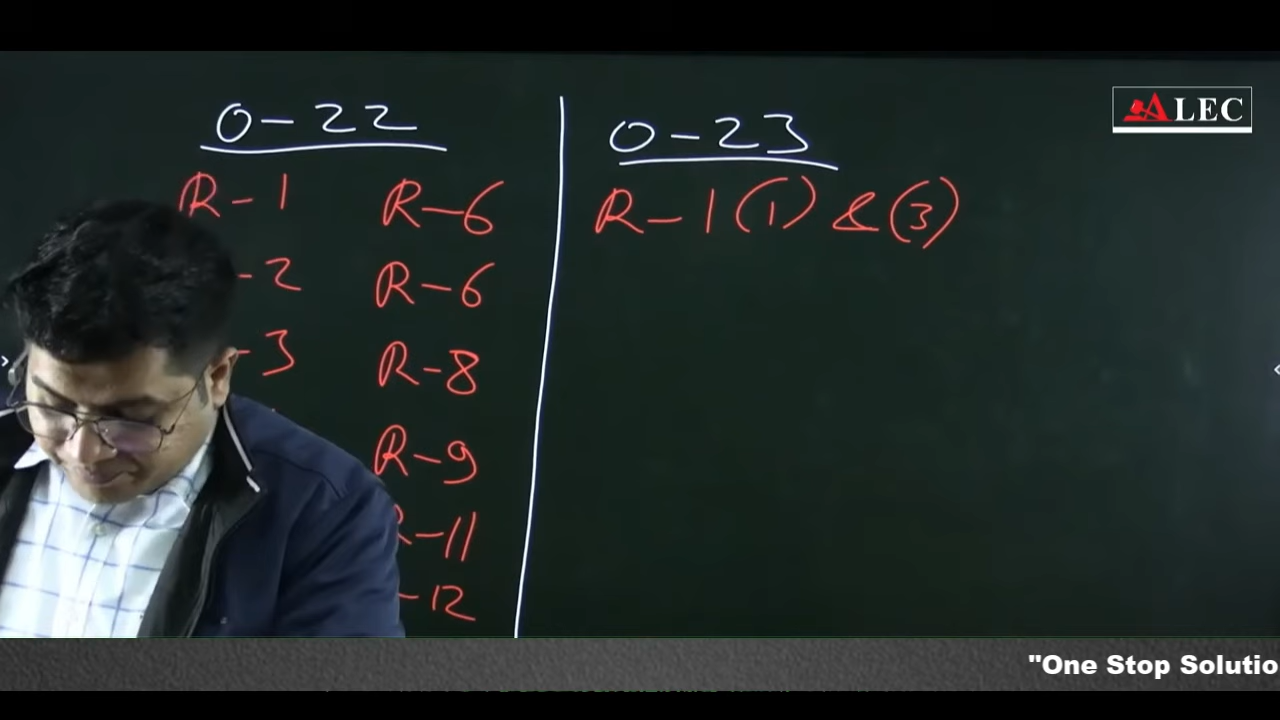 ALEC
O-22
O-23
R-1 R-6
R-1(1) & (3)
-2 R-6
-3 R-8
R-9
R-11
-12
"One Stop Solutio